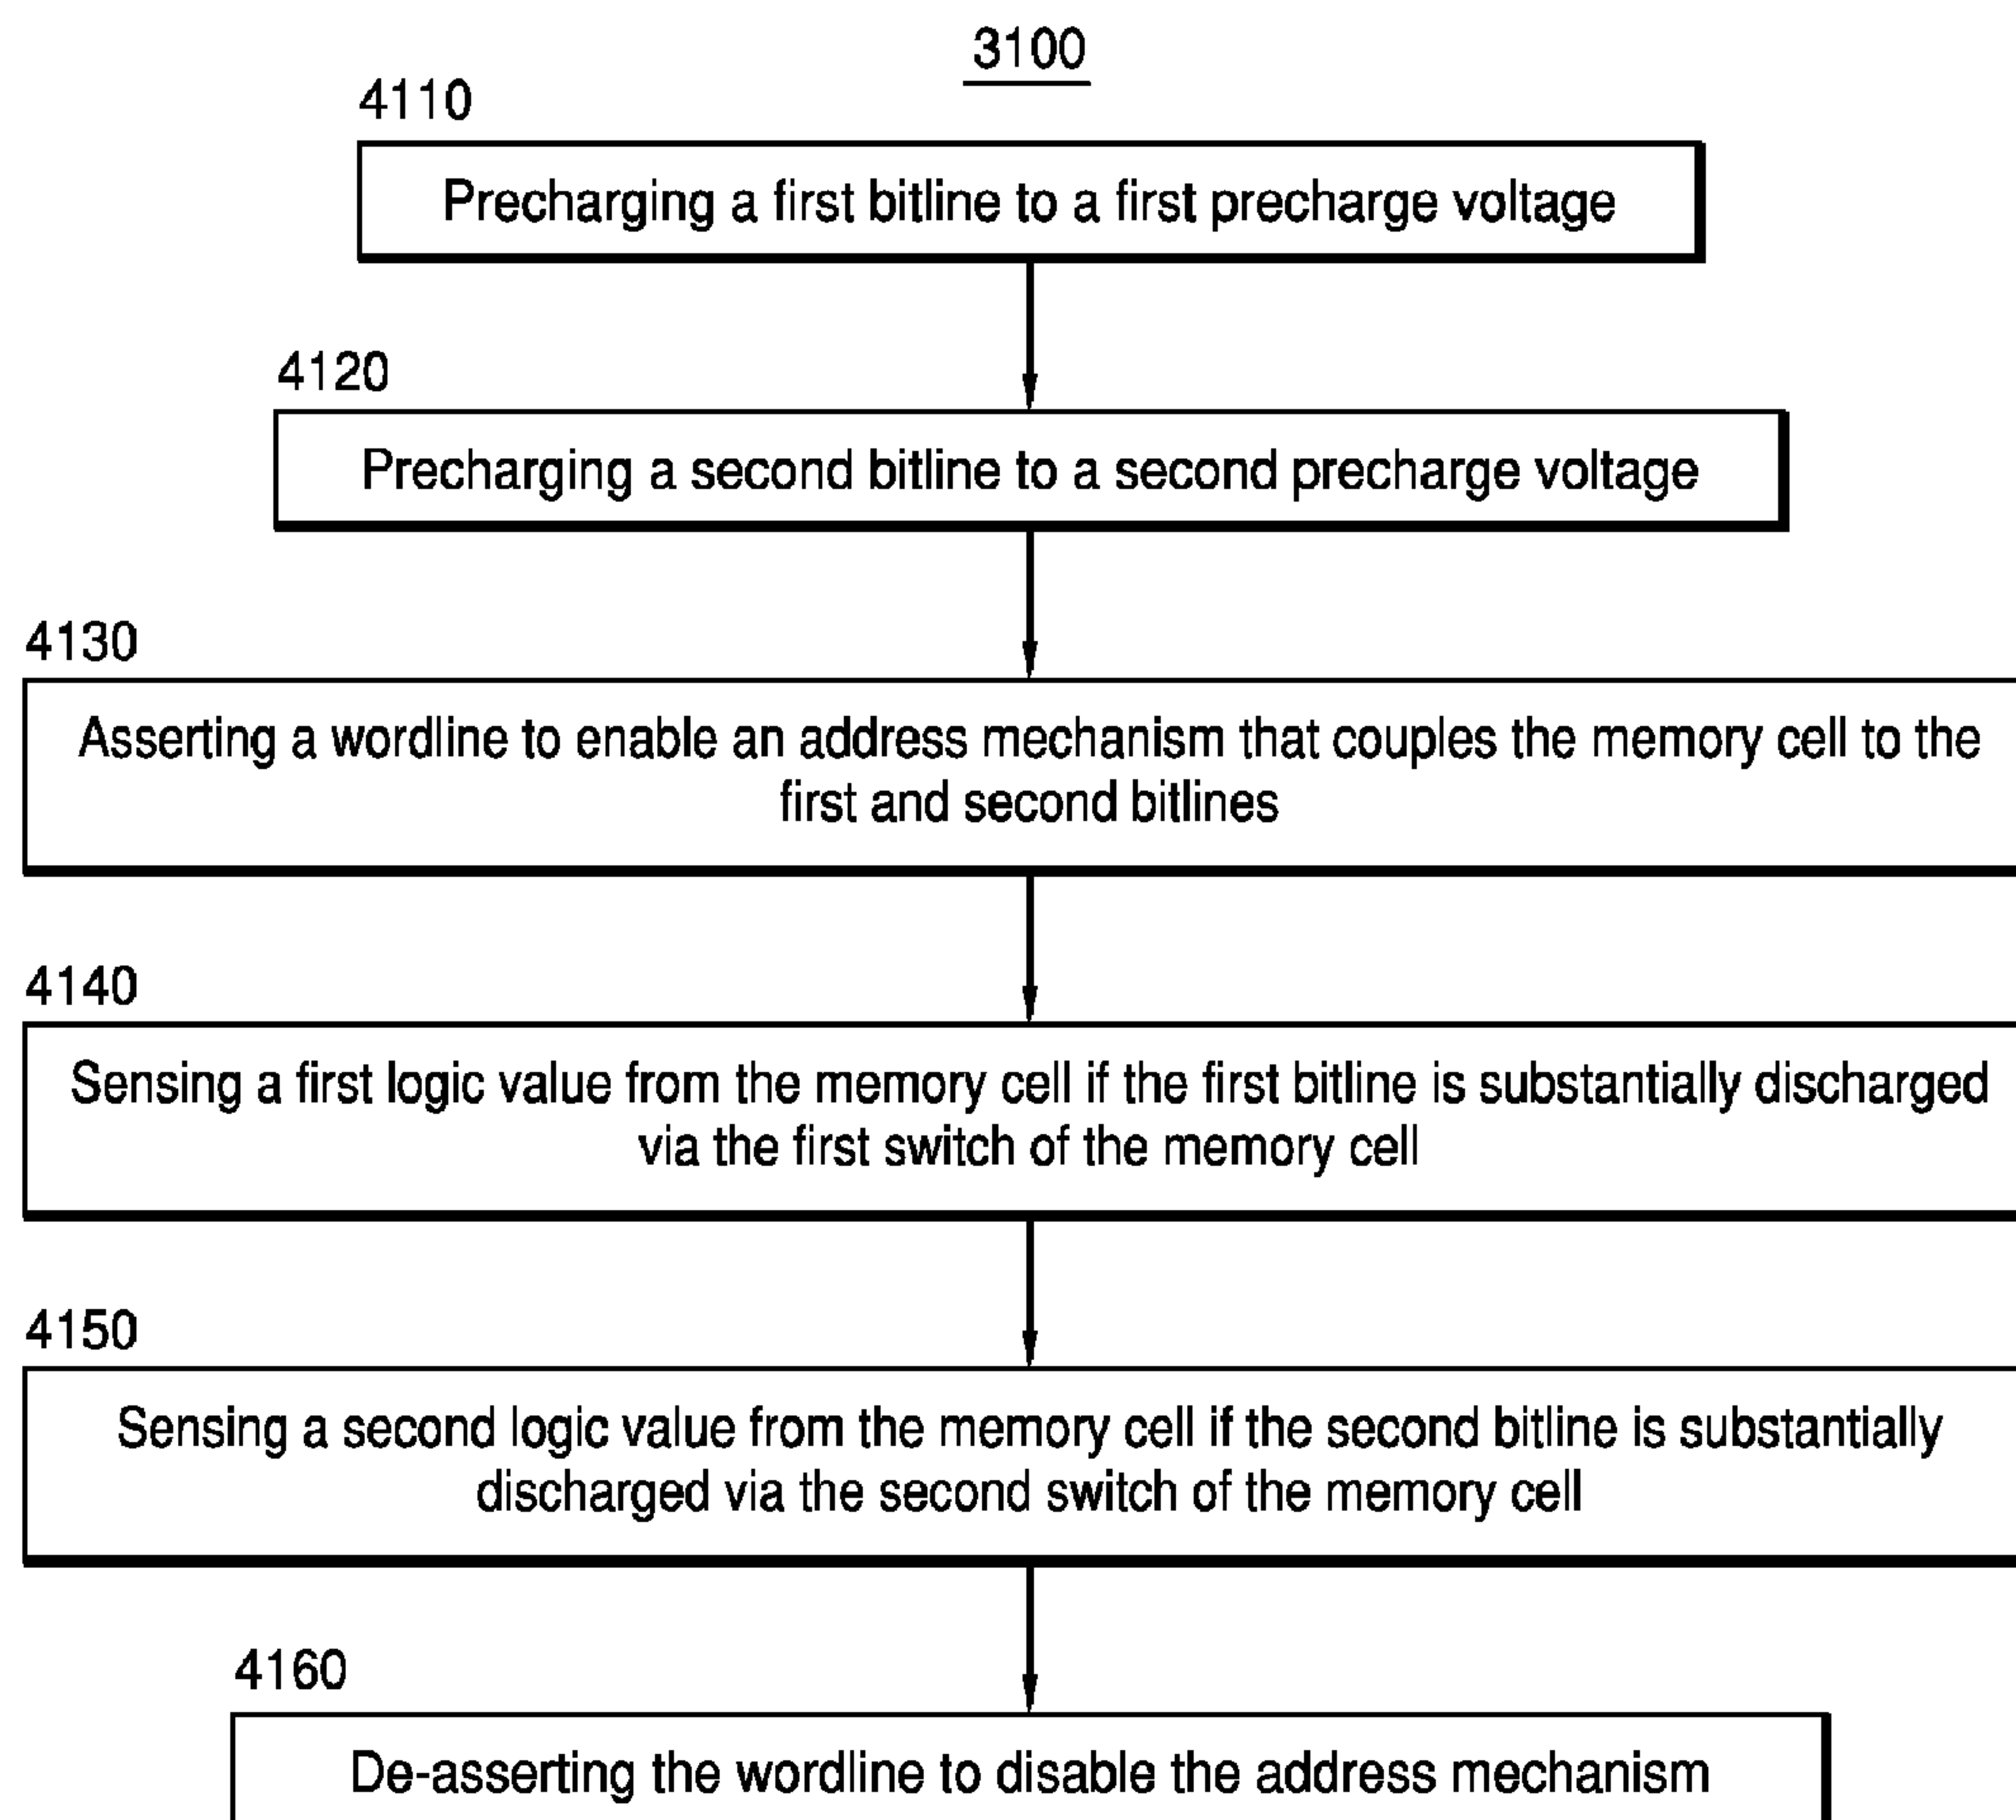 3100
4110
Precharging a first bitline to a first precharge voltage
4120
Precharging a second bitline to a second precharge voltage
4130
Asserting a wordline to enable an address mechanism that couples the memory cell to the
first and second bitlines
4140
Sensing a first logic value from the memory cell if the first bitline is substantially discharged
via the first switch of the memory cell
4150
Sensing a second logic value from the memory cell if the second bitline is substantially
discharged via the second switch of the memory cell
4160
De-asserting the wordline to disable the address mechanism